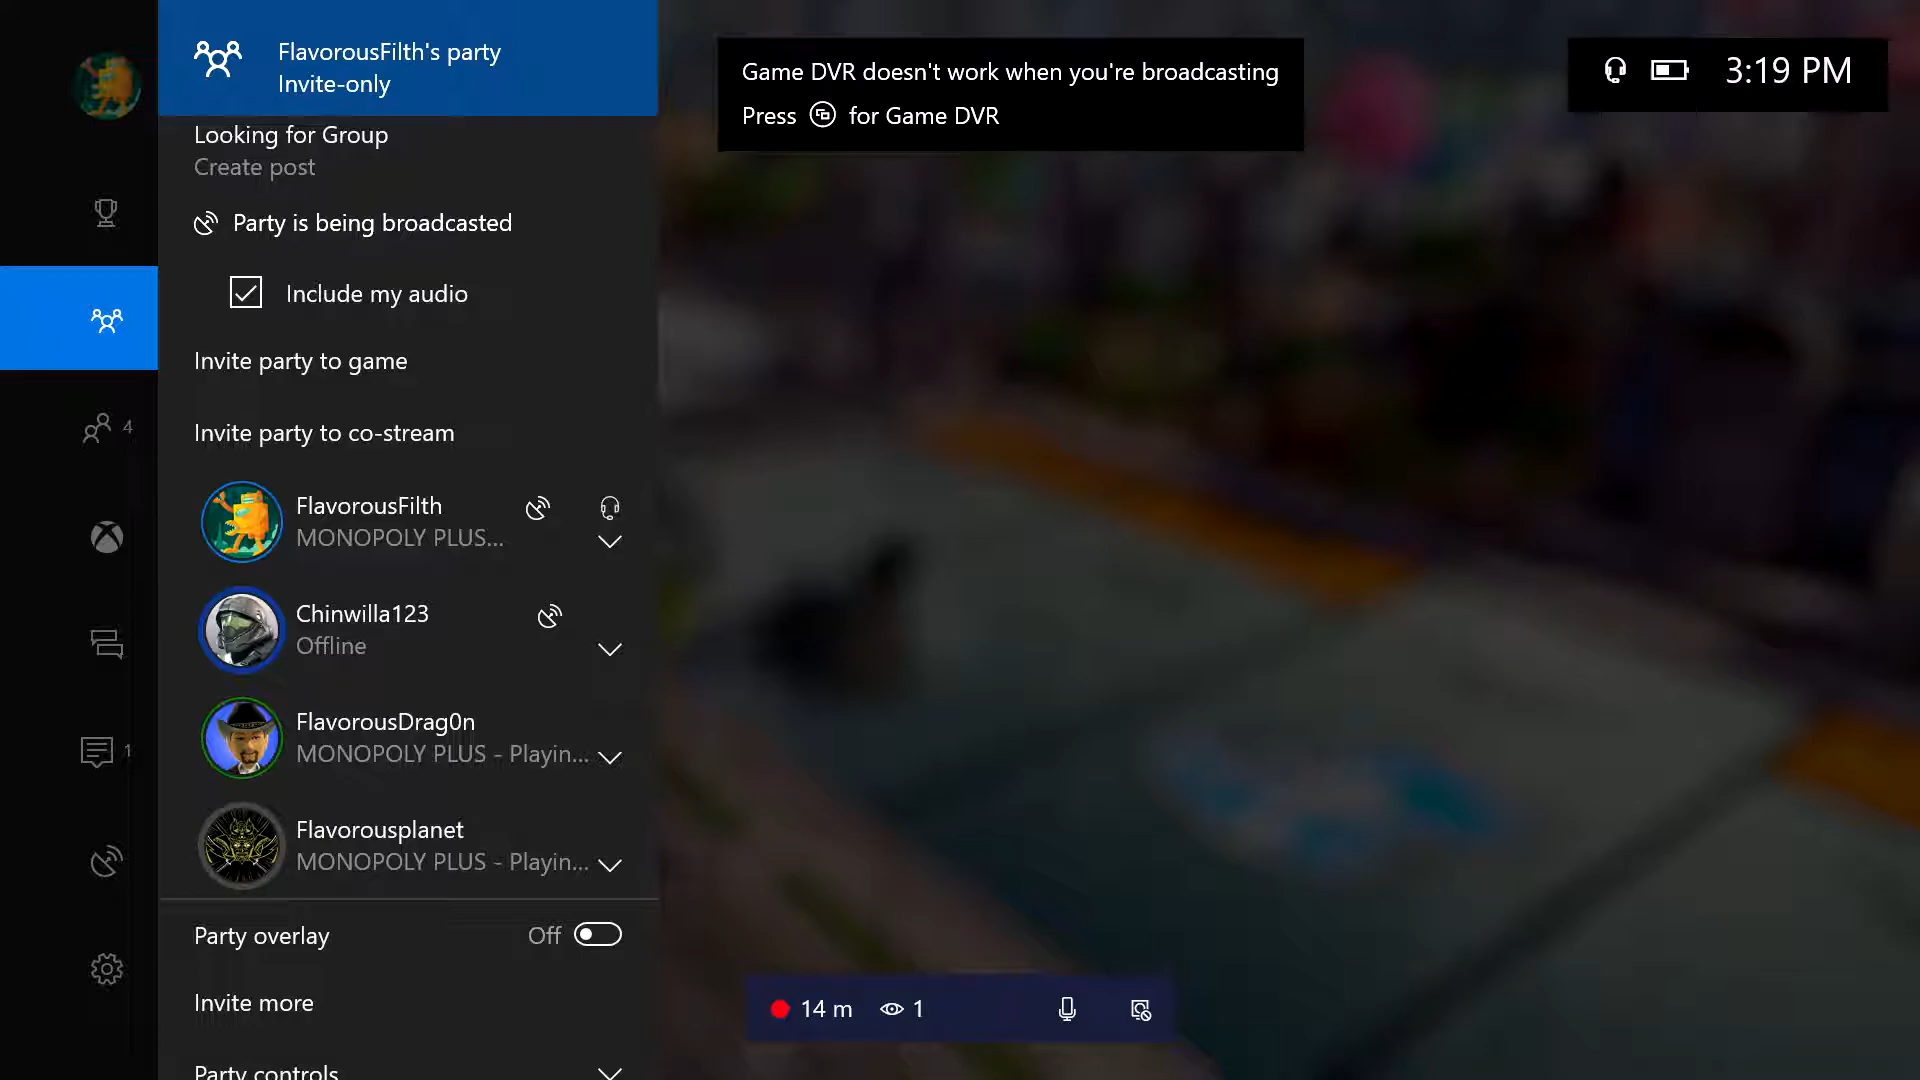 FlavorousFilth's party
Invite-only
Looking for Group
Create post
Party is being broadcasted
Include my audio
Invite party to game
Invite party to co-stream
FlavorousFilth
MONOPOLY PLUS...
Chinwilla123
Offline
FlavorousDrag0n
MONOPOLY PLUS - Playin...
Flavorousplanet
MONOPOLY PLUS - Playin...
Party overlay Off
Invite more
Party controls
4
1
Game DVR doesn't work when you're broadcasting
Press for Game DVR
3:19 PM
14 m 1